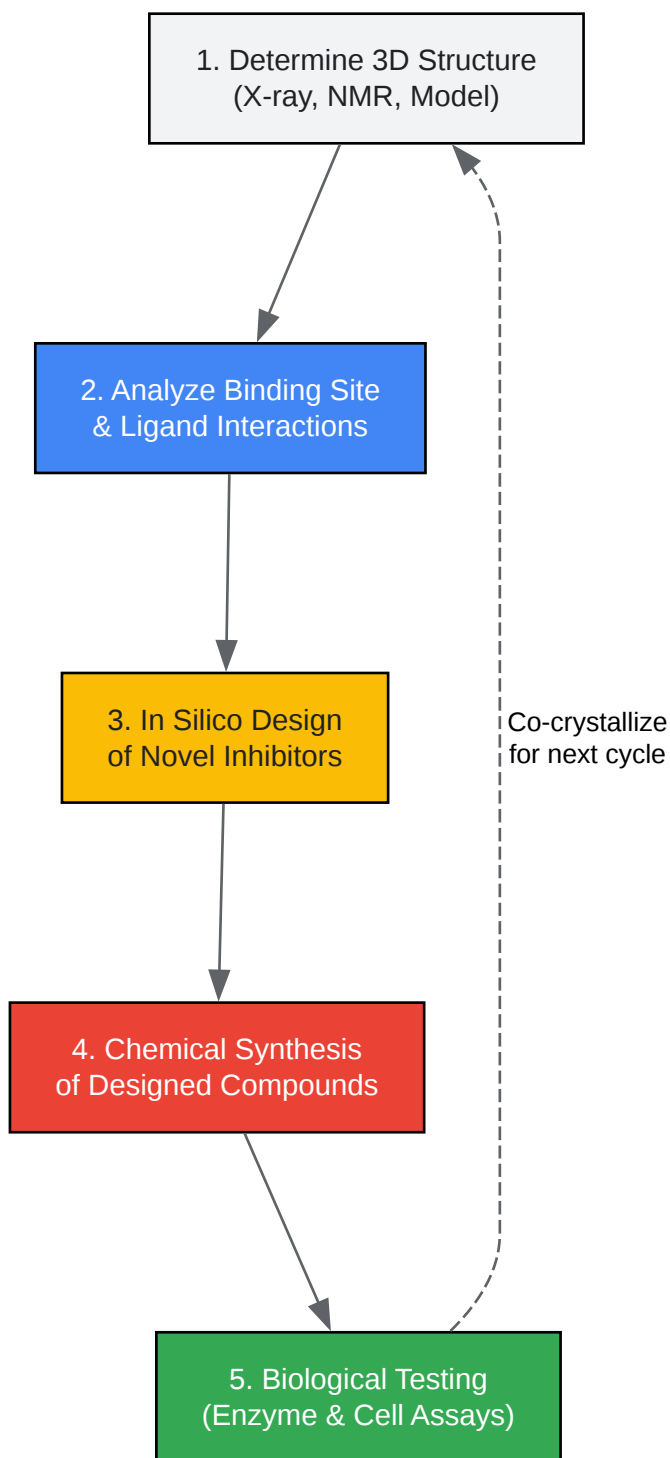 1. Determine 3D Structure
(X-ray, NMR, Model)
2. Analyze Binding Site
& Ligand Interactions
3. In Silico Design
of Novel Inhibitors
Co-crystallize
for next cycle
4. Chemical Synthesis
of Designed Compounds
5. Biological Testing
(Enzyme & Cell Assays)